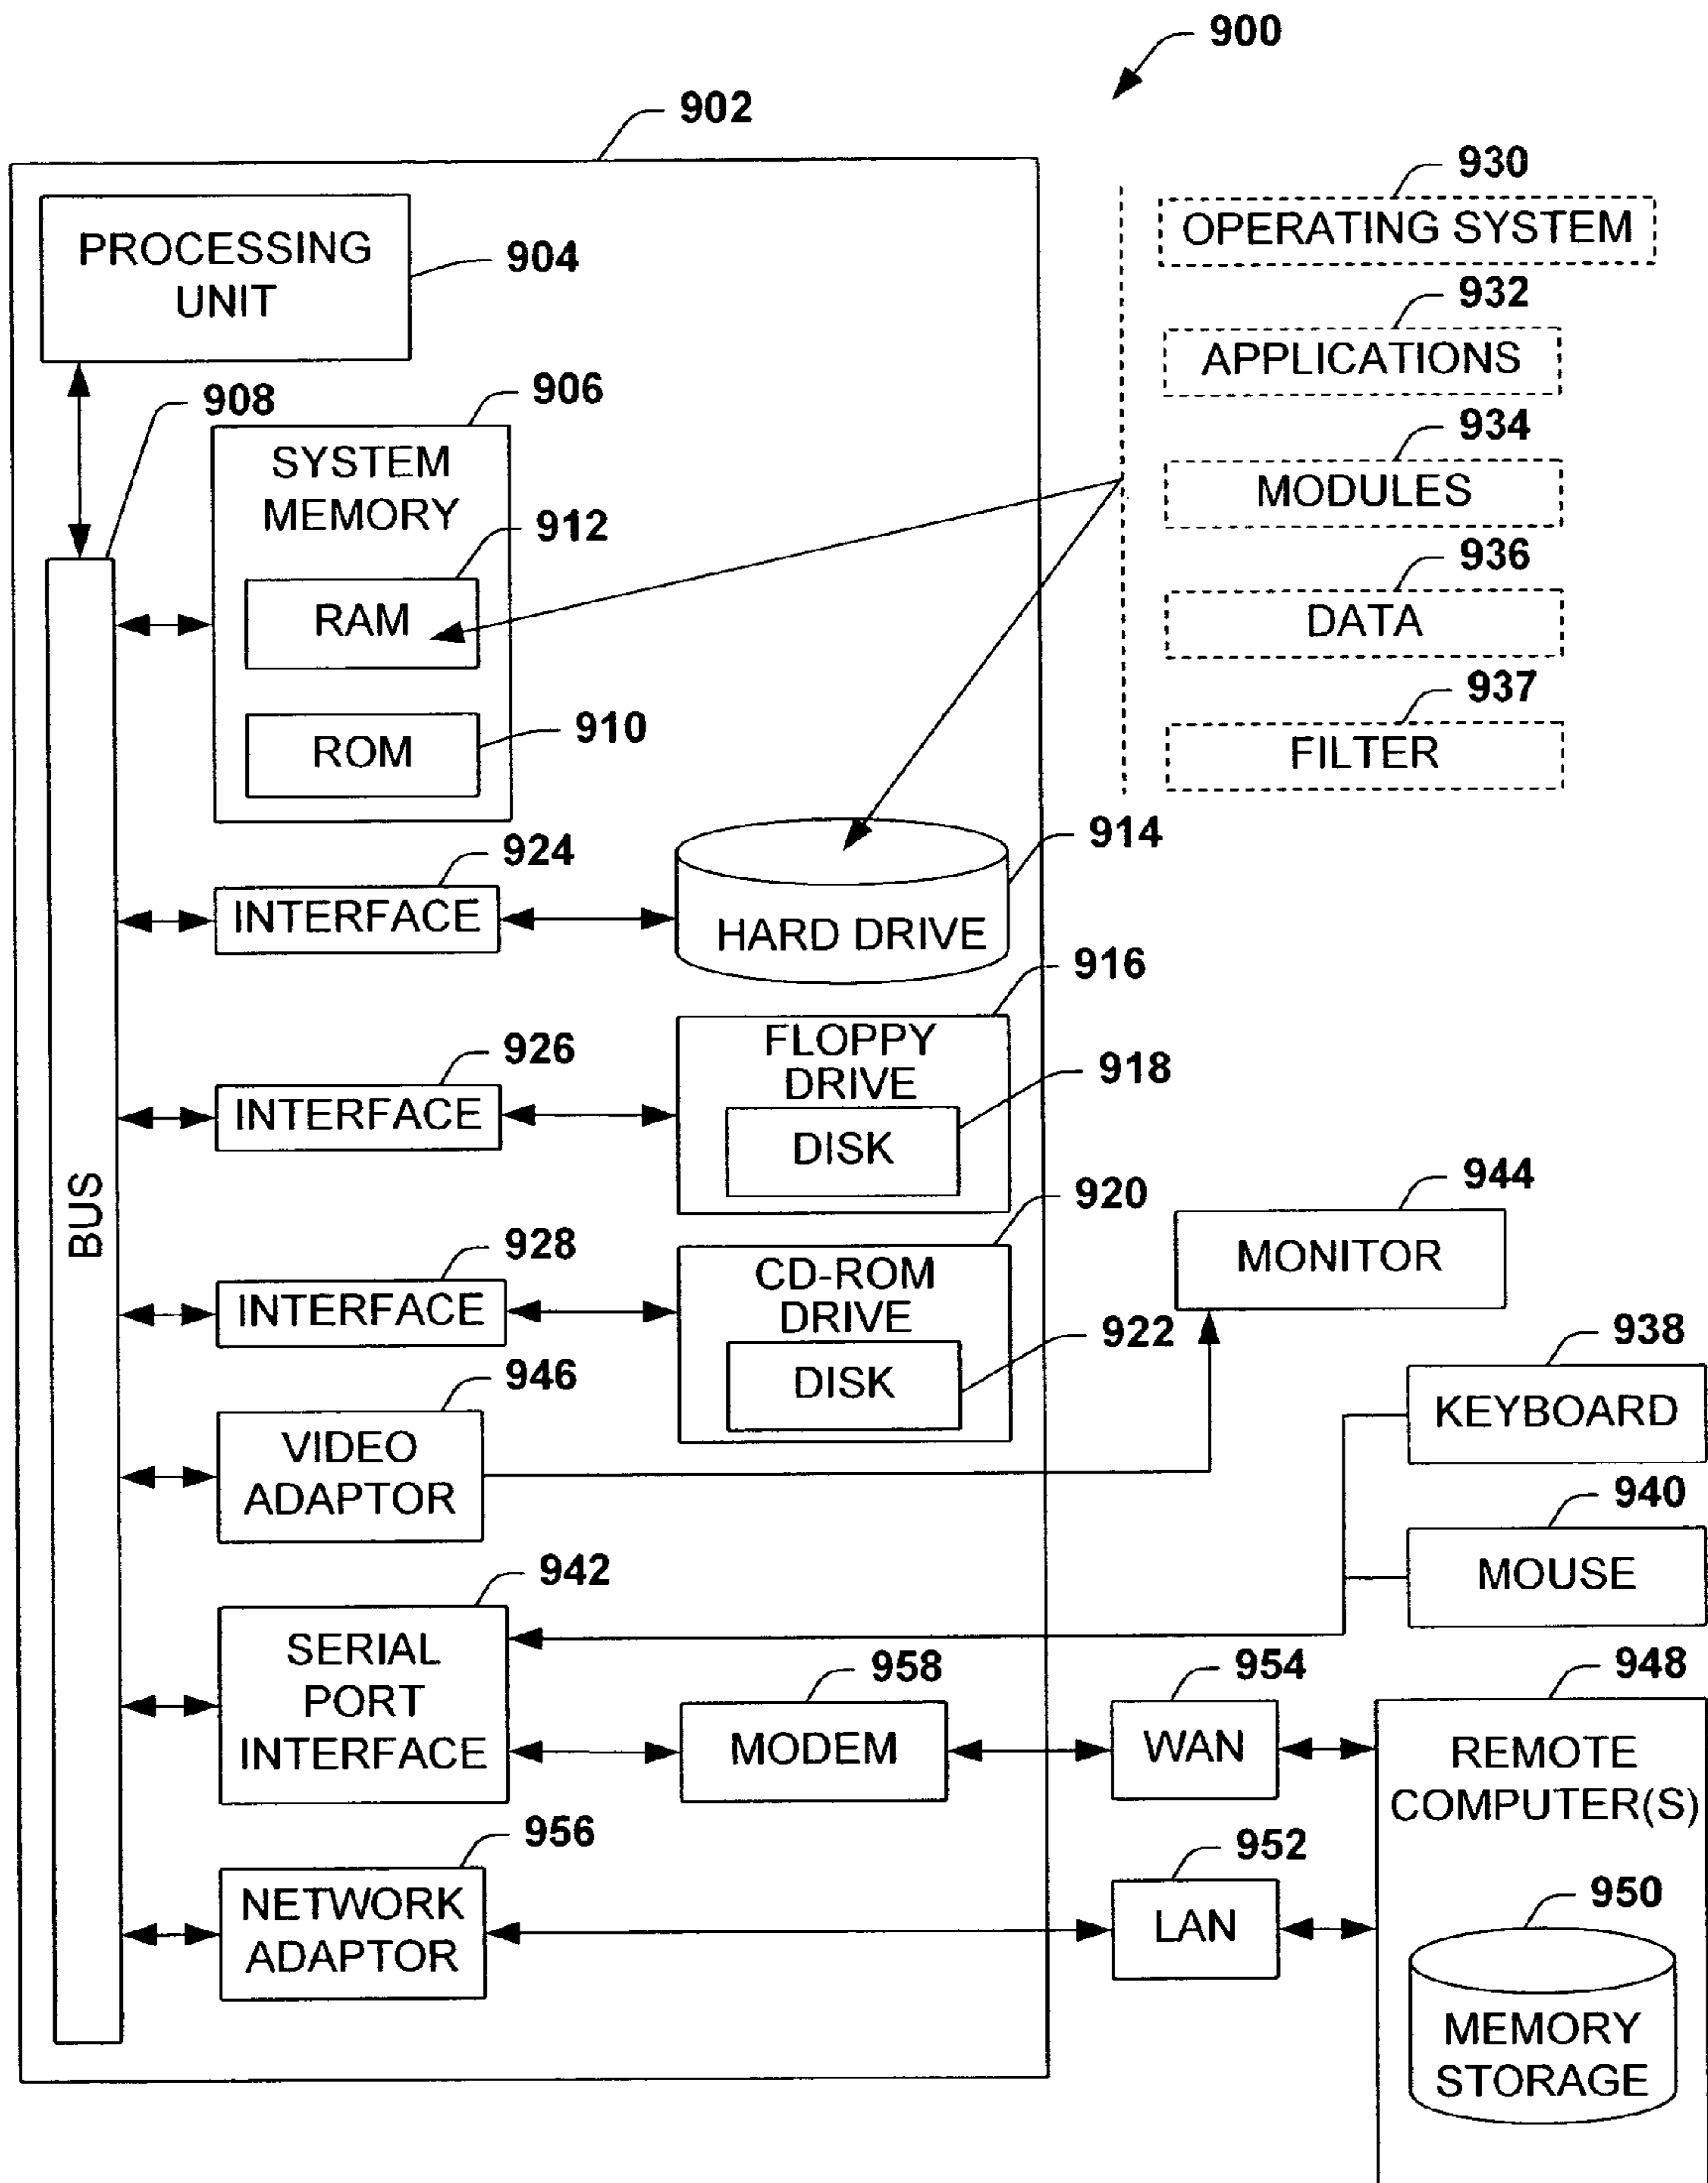 900
902
930
OPERATING SYSTEM
PROCESSING
UNIT
904
932
APPLICATIONS
908
906
934
MODULES
SYSTEM
MEMORY
912
RAM
936
DATA
910
ROM
937
FILTER
924
INTERFACE
914
HARD DRIVE
926
INTERFACE
916
FLOPPY
DRIVE
918
DISK
BUS
928
INTERFACE
920
CD-ROM
DRIVE
922
DISK
944
MONITOR
946
VIDEO
ADAPTOR
938
KEYBOARD
940
MOUSE
942
SERIAL
PORT
INTERFACE
958
MODEM
954
WAN
948
REMOTE
COMPUTER(S)
956
NETWORK
ADAPTOR
952
LAN
950
MEMORY
STORAGE